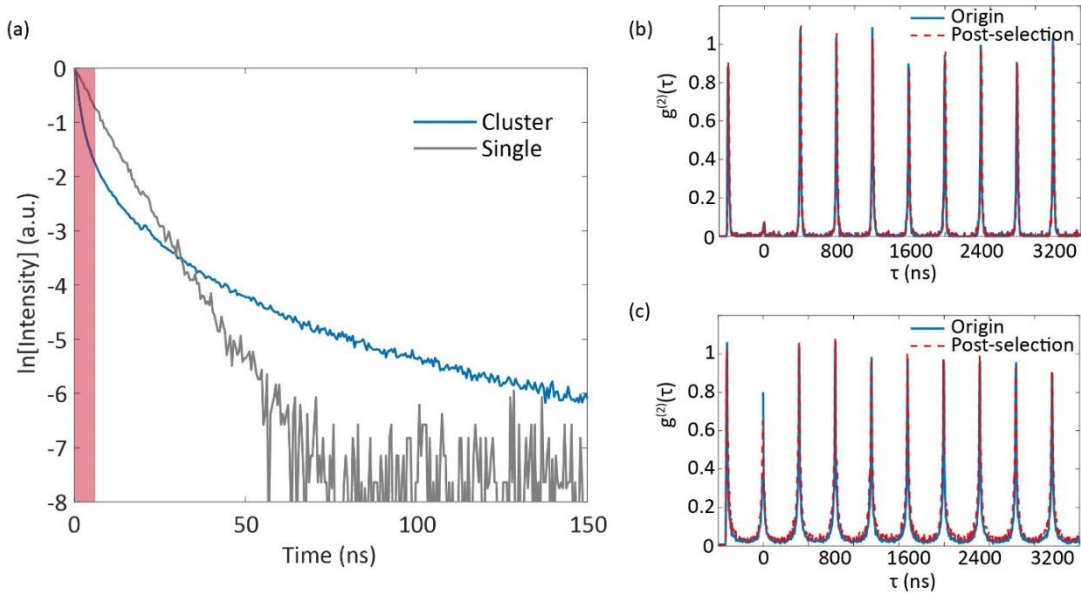 (a)
0
-1
-2
-3
-4
-5
-6
-7
-8
ln[Intensity] (a.u.)
Cluster
Single
0 50 100 150
Time (ns)
(b)
Origin
Post-selection
1
0.8
0.6
0.4
0.2
0
g(2)(τ)
0 800 1600 2400 3200
τ (ns)
(c)
Origin
Post-selection
1
0.8
0.6
0.4
0.2
0
g(2)(τ)
0 800 1600 2400 3200
τ (ns)